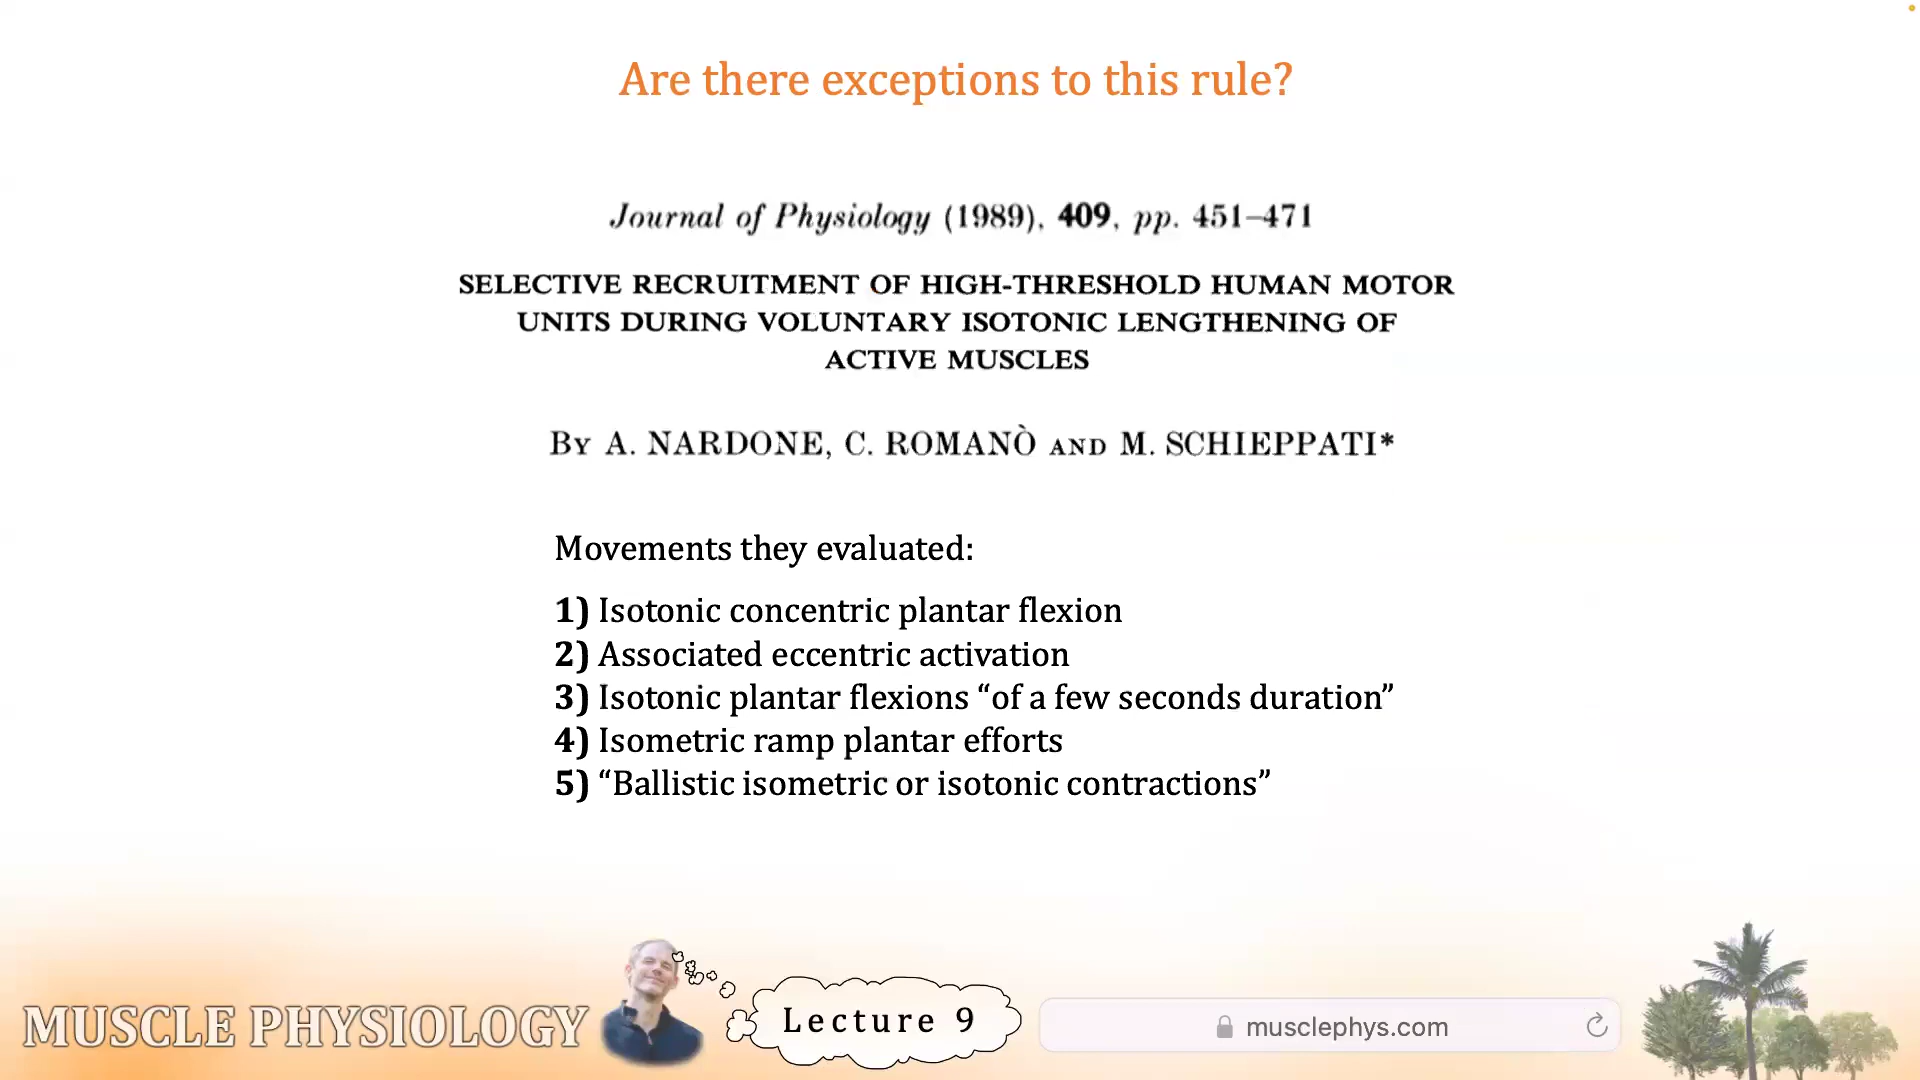 Are there exceptions to this rule?
Journal of Physiology (1989), 409, pp. 451–471
SELECTIVE RECRUITMENT OF HIGH-THRESHOLD HUMAN MOTOR
UNITS DURING VOLUNTARY ISOTONIC LENGTHENING OF
ACTIVE MUSCLES
BY A. NARDONE, C. ROMANÒ AND M. SCHIEPPATI*
Movements they evaluated:
1) Isotonic concentric plantar flexion
2) Associated eccentric activation
3) Isotonic plantar flexions “of a few seconds duration”
4) Isometric ramp plantar efforts
5) “Ballistic isometric or isotonic contractions”
MUSCLE PHYSIOLOGY
Lecture 9
musclephys.com